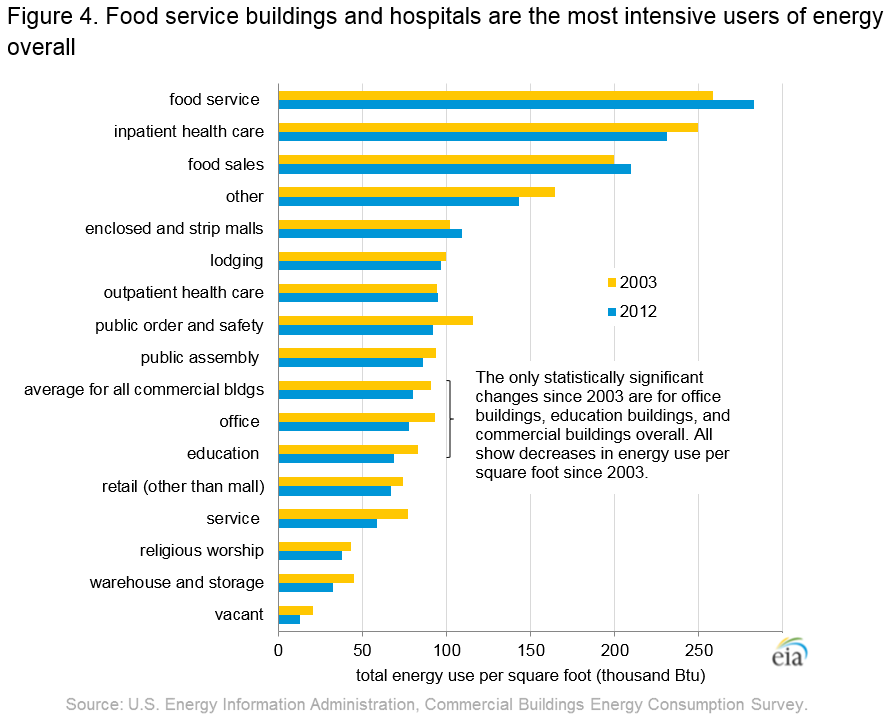 Figure 4. Food service buildings and hospitals are the most intensive users of energy
overall
food service
inpatient health care
food sales
other
enclosed and strip malls
lodging
outpatient health care
public order and safety
public assembly
average for all commercial bldgs
office
education
retail (other than mall)
service
religious worship
warehouse and storage
vacant
2003
2012
The only statistically significant
changes since 2003 are for office
buildings, education buildings, and
commercial buildings overall. All
show decreases in energy use per
square foot since 2003.
0 50 100 150 200 250
total energy use per square foot (thousand Btu)
eia
Source: U.S. Energy Information Administration, Commercial Buildings Energy Consumption Survey.